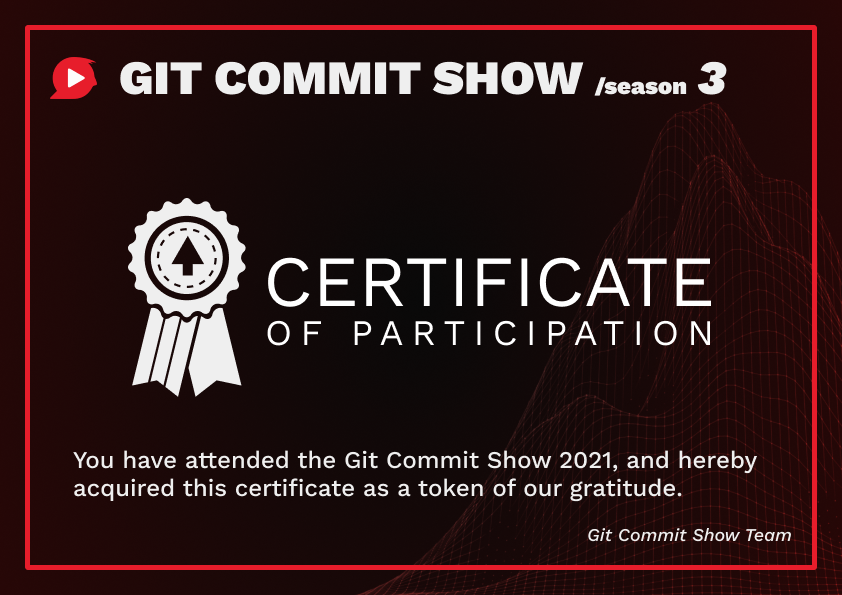 GIT COMMIT SHOW /season 3
CERTIFICATE
OF PARTICIPATION
You have attended the Git Commit Show 2021, and hereby
acquired this certificate as a token of our gratitude.
Git Commit Show Team